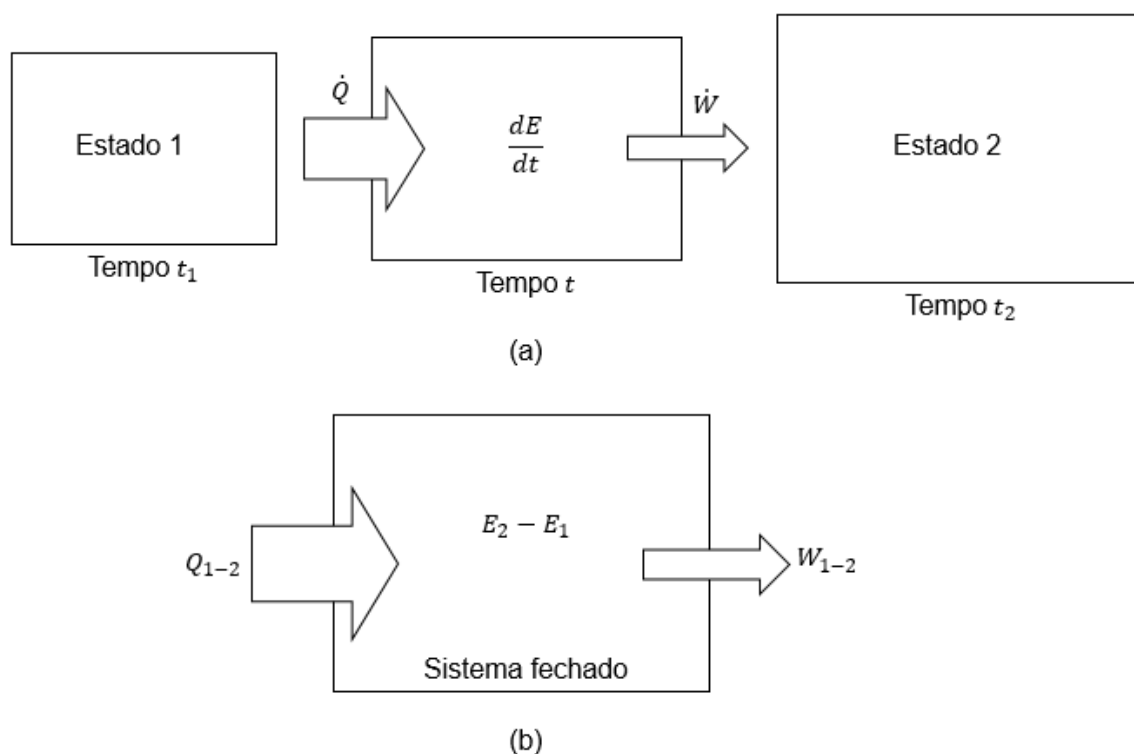 Estado 1
Tempo t₁
Q̇
dE
dt
Ẇ
Tempo t
Estado 2
Tempo t₂
(a)
Q₁₋₂
E₂ − E₁
W₁₋₂
Sistema fechado
(b)